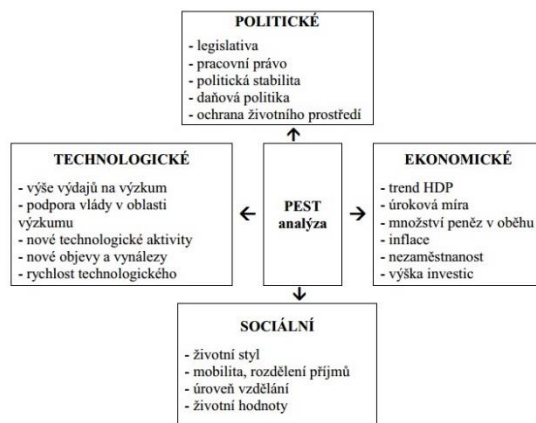 POLITICKÉ
- legislativa
- pracovní právo
- politická stabilita
- daňová politika
- ochrana životního prostředí
TECHNOLOGICKÉ
- výše výdajů na výzkum
- podpora vlády v oblasti
výzkumu
- nové technologické aktivity
- nové objevy a vynálezy
- rychlost technologického
PEST
analýza
EKONOMICKÉ
- trend HDP
- úroková míra
- množství peněz v oběhu
- inflace
- nezaměstnanost
- výška investic
SOCIÁLNÍ
- životní styl
- mobilita, rozdělení příjmů
- úroveň vzdělání
- životní hodnoty